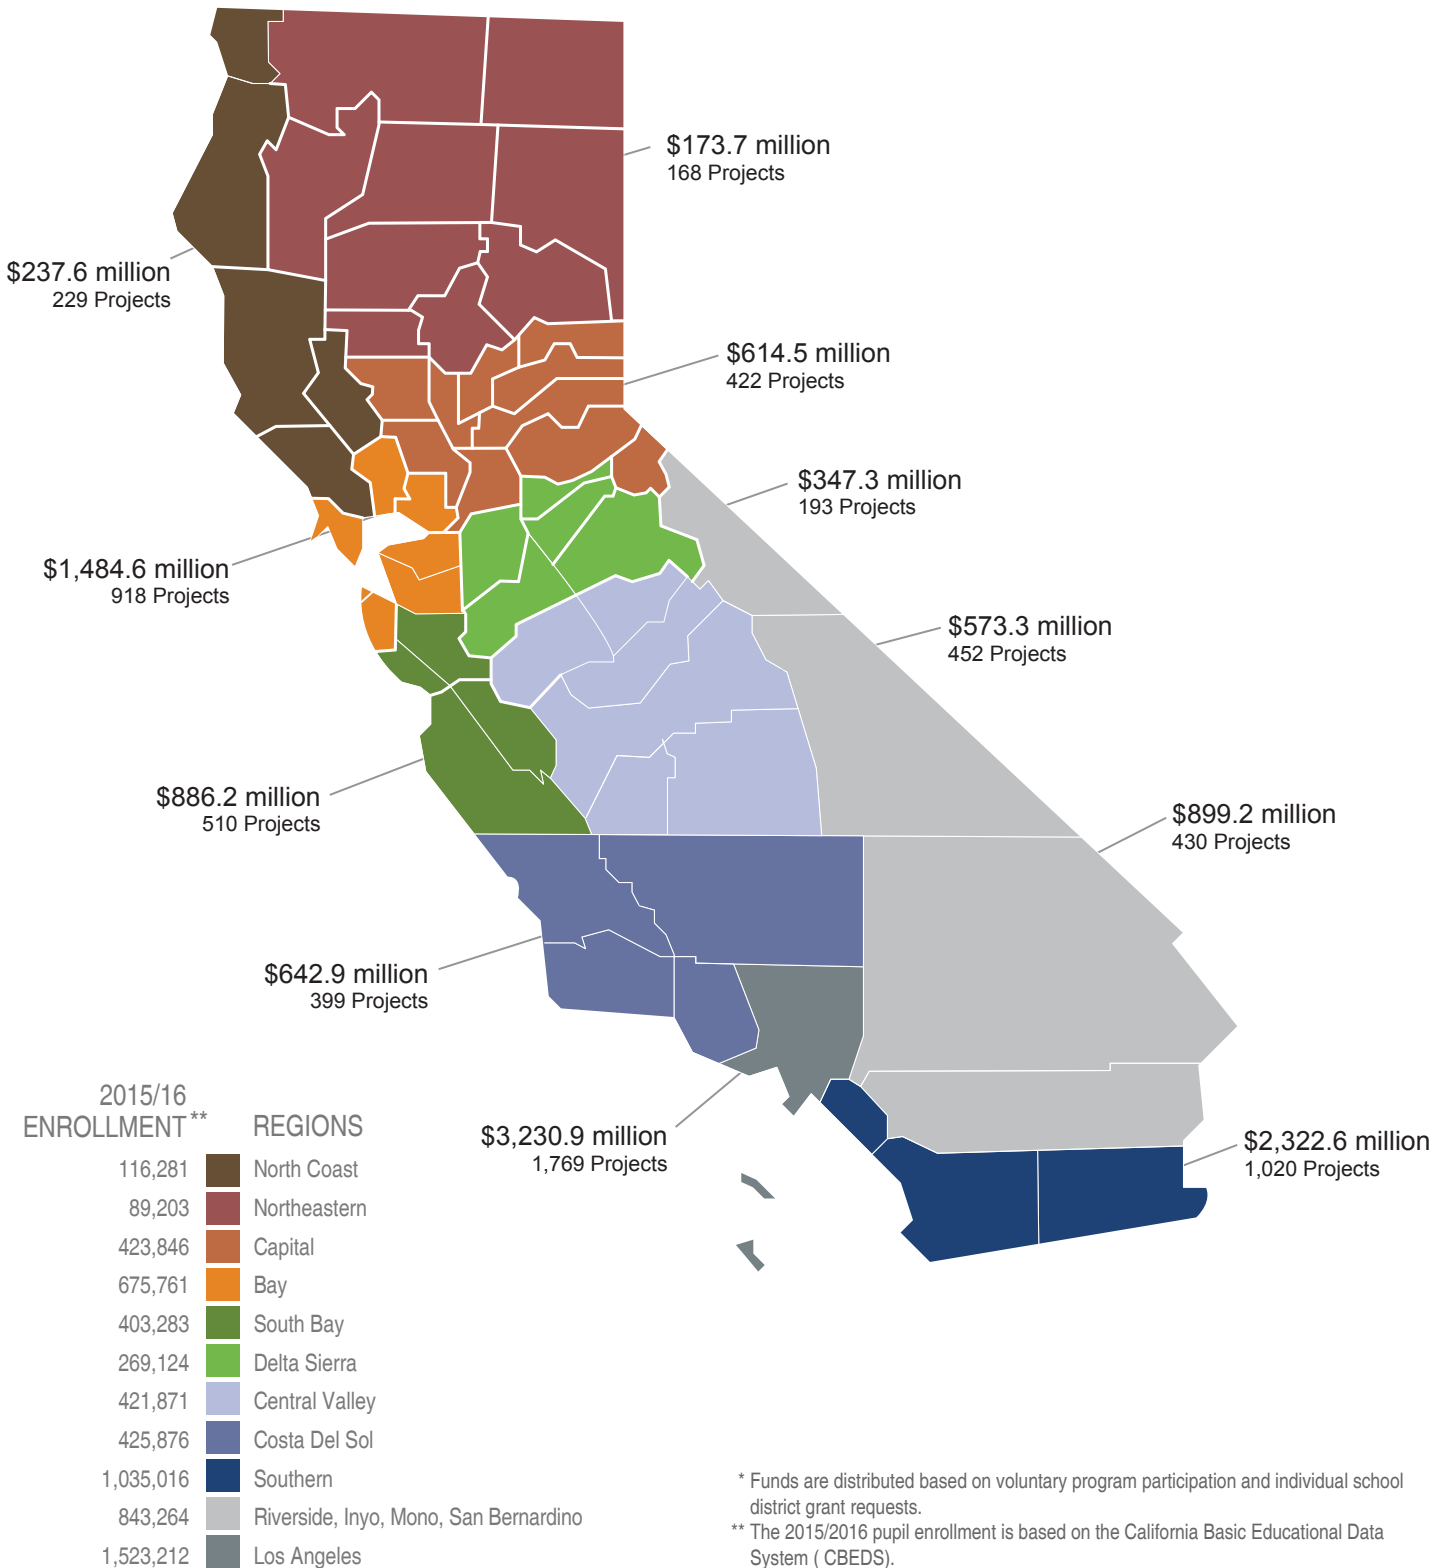 $173.7 million
168 Projects
$237.6 million
229 Projects
$614.5 million
422 Projects
$347.3 million
193 Projects
$1,484.6 million
918 Projects
$573.3 million
452 Projects
$886.2 million
510 Projects
$899.2 million
430 Projects
$642.9 million
399 Projects
$3,230.9 million
1,769 Projects
$2,322.6 million
1,020 Projects
2015/16
ENROLLMENT** REGIONS
116,281 North Coast
89,203 Northeastern
423,846 Capital
675,761 Bay
403,283 South Bay
269,124 Delta Sierra
421,871 Central Valley
425,876 Costa Del Sol
1,035,016 Southern
843,264 Riverside, Inyo, Mono, San Bernardino
1,523,212 Los Angeles
* Funds are distributed based on voluntary program participation and individual school
district grant requests.
** The 2015/2016 pupil enrollment is based on the California Basic Educational Data
System ( CBEDS).